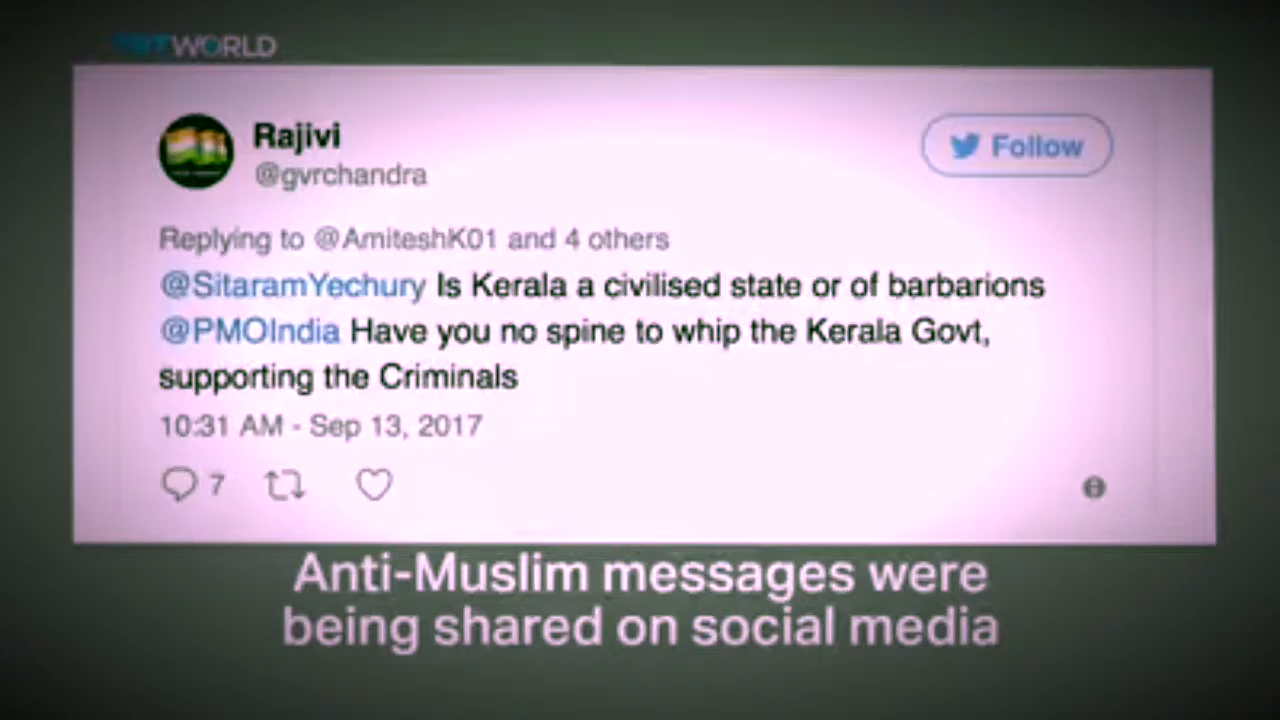 TRT WORLD
Rajivi
@gvrchandra
Follow
Replying to @AmiteshK01 and 4 others
@SitaramYechury Is Kerala a civilised state or of barbarions
@PMOIndia Have you no spine to whip the Kerala Govt,
supporting the Criminals
10:31 AM - Sep 13, 2017
7
Anti-Muslim messages were
being shared on social media